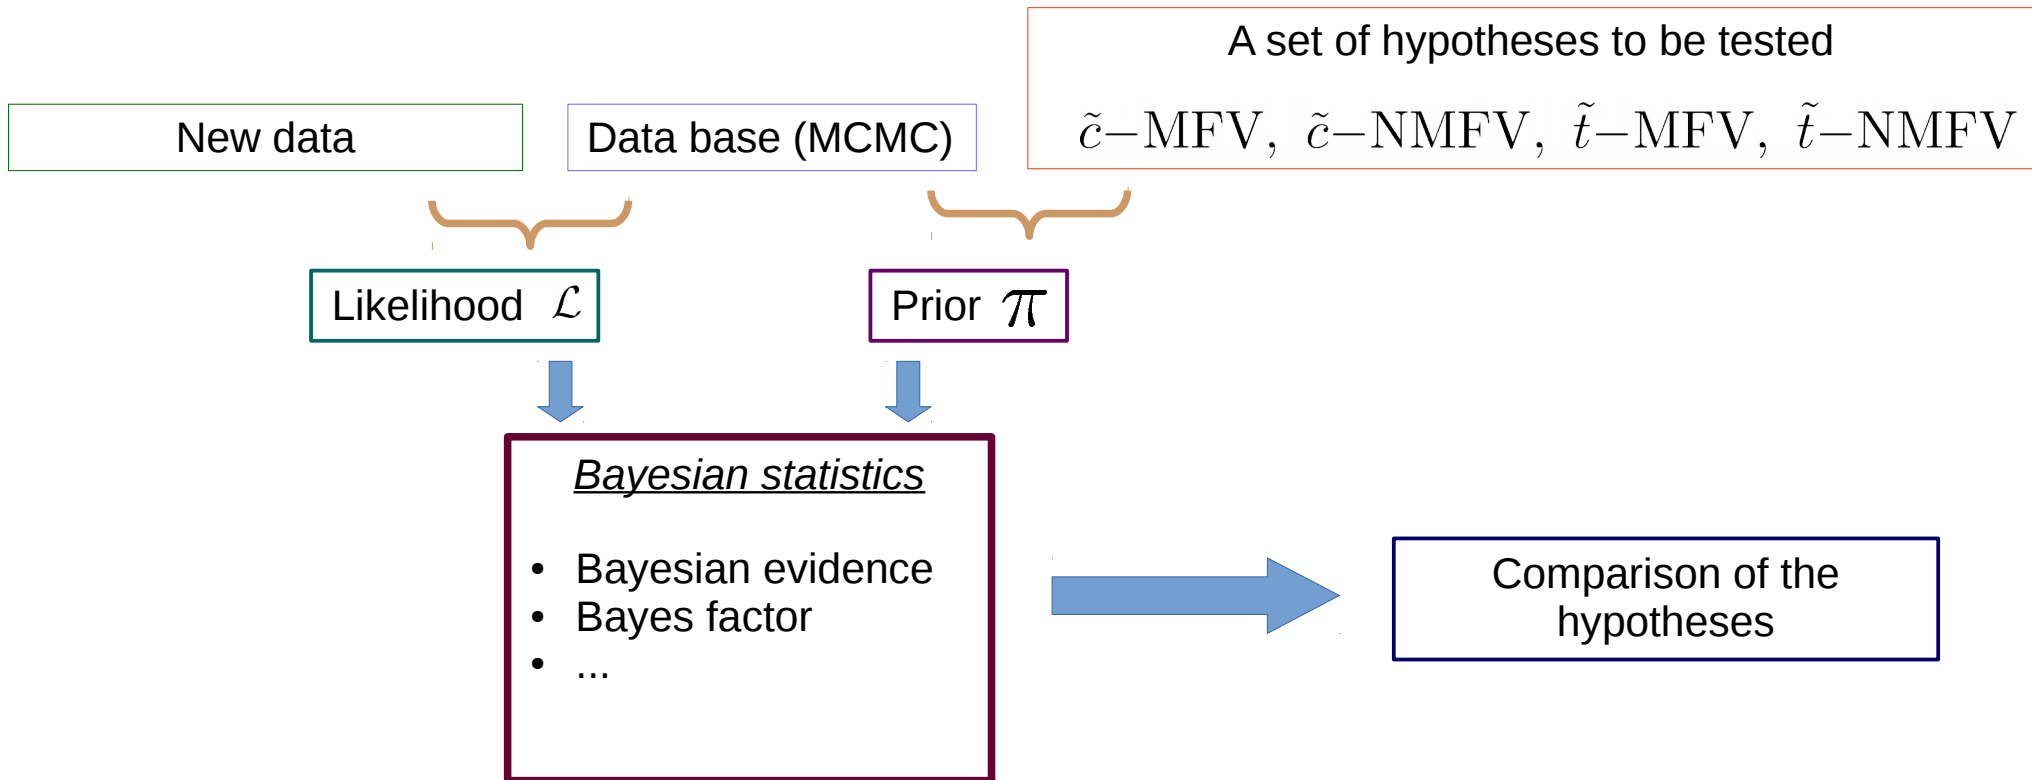 A set of hypotheses to be tested
New data
Data base (MCMC)
c̃−MFV, c̃−NMFV, t̃−MFV, t̃−NMFV
Likelihood ℒ
Prior π
Bayesian statistics
• Bayesian evidence
• Bayes factor
• ...
Comparison of the
hypotheses